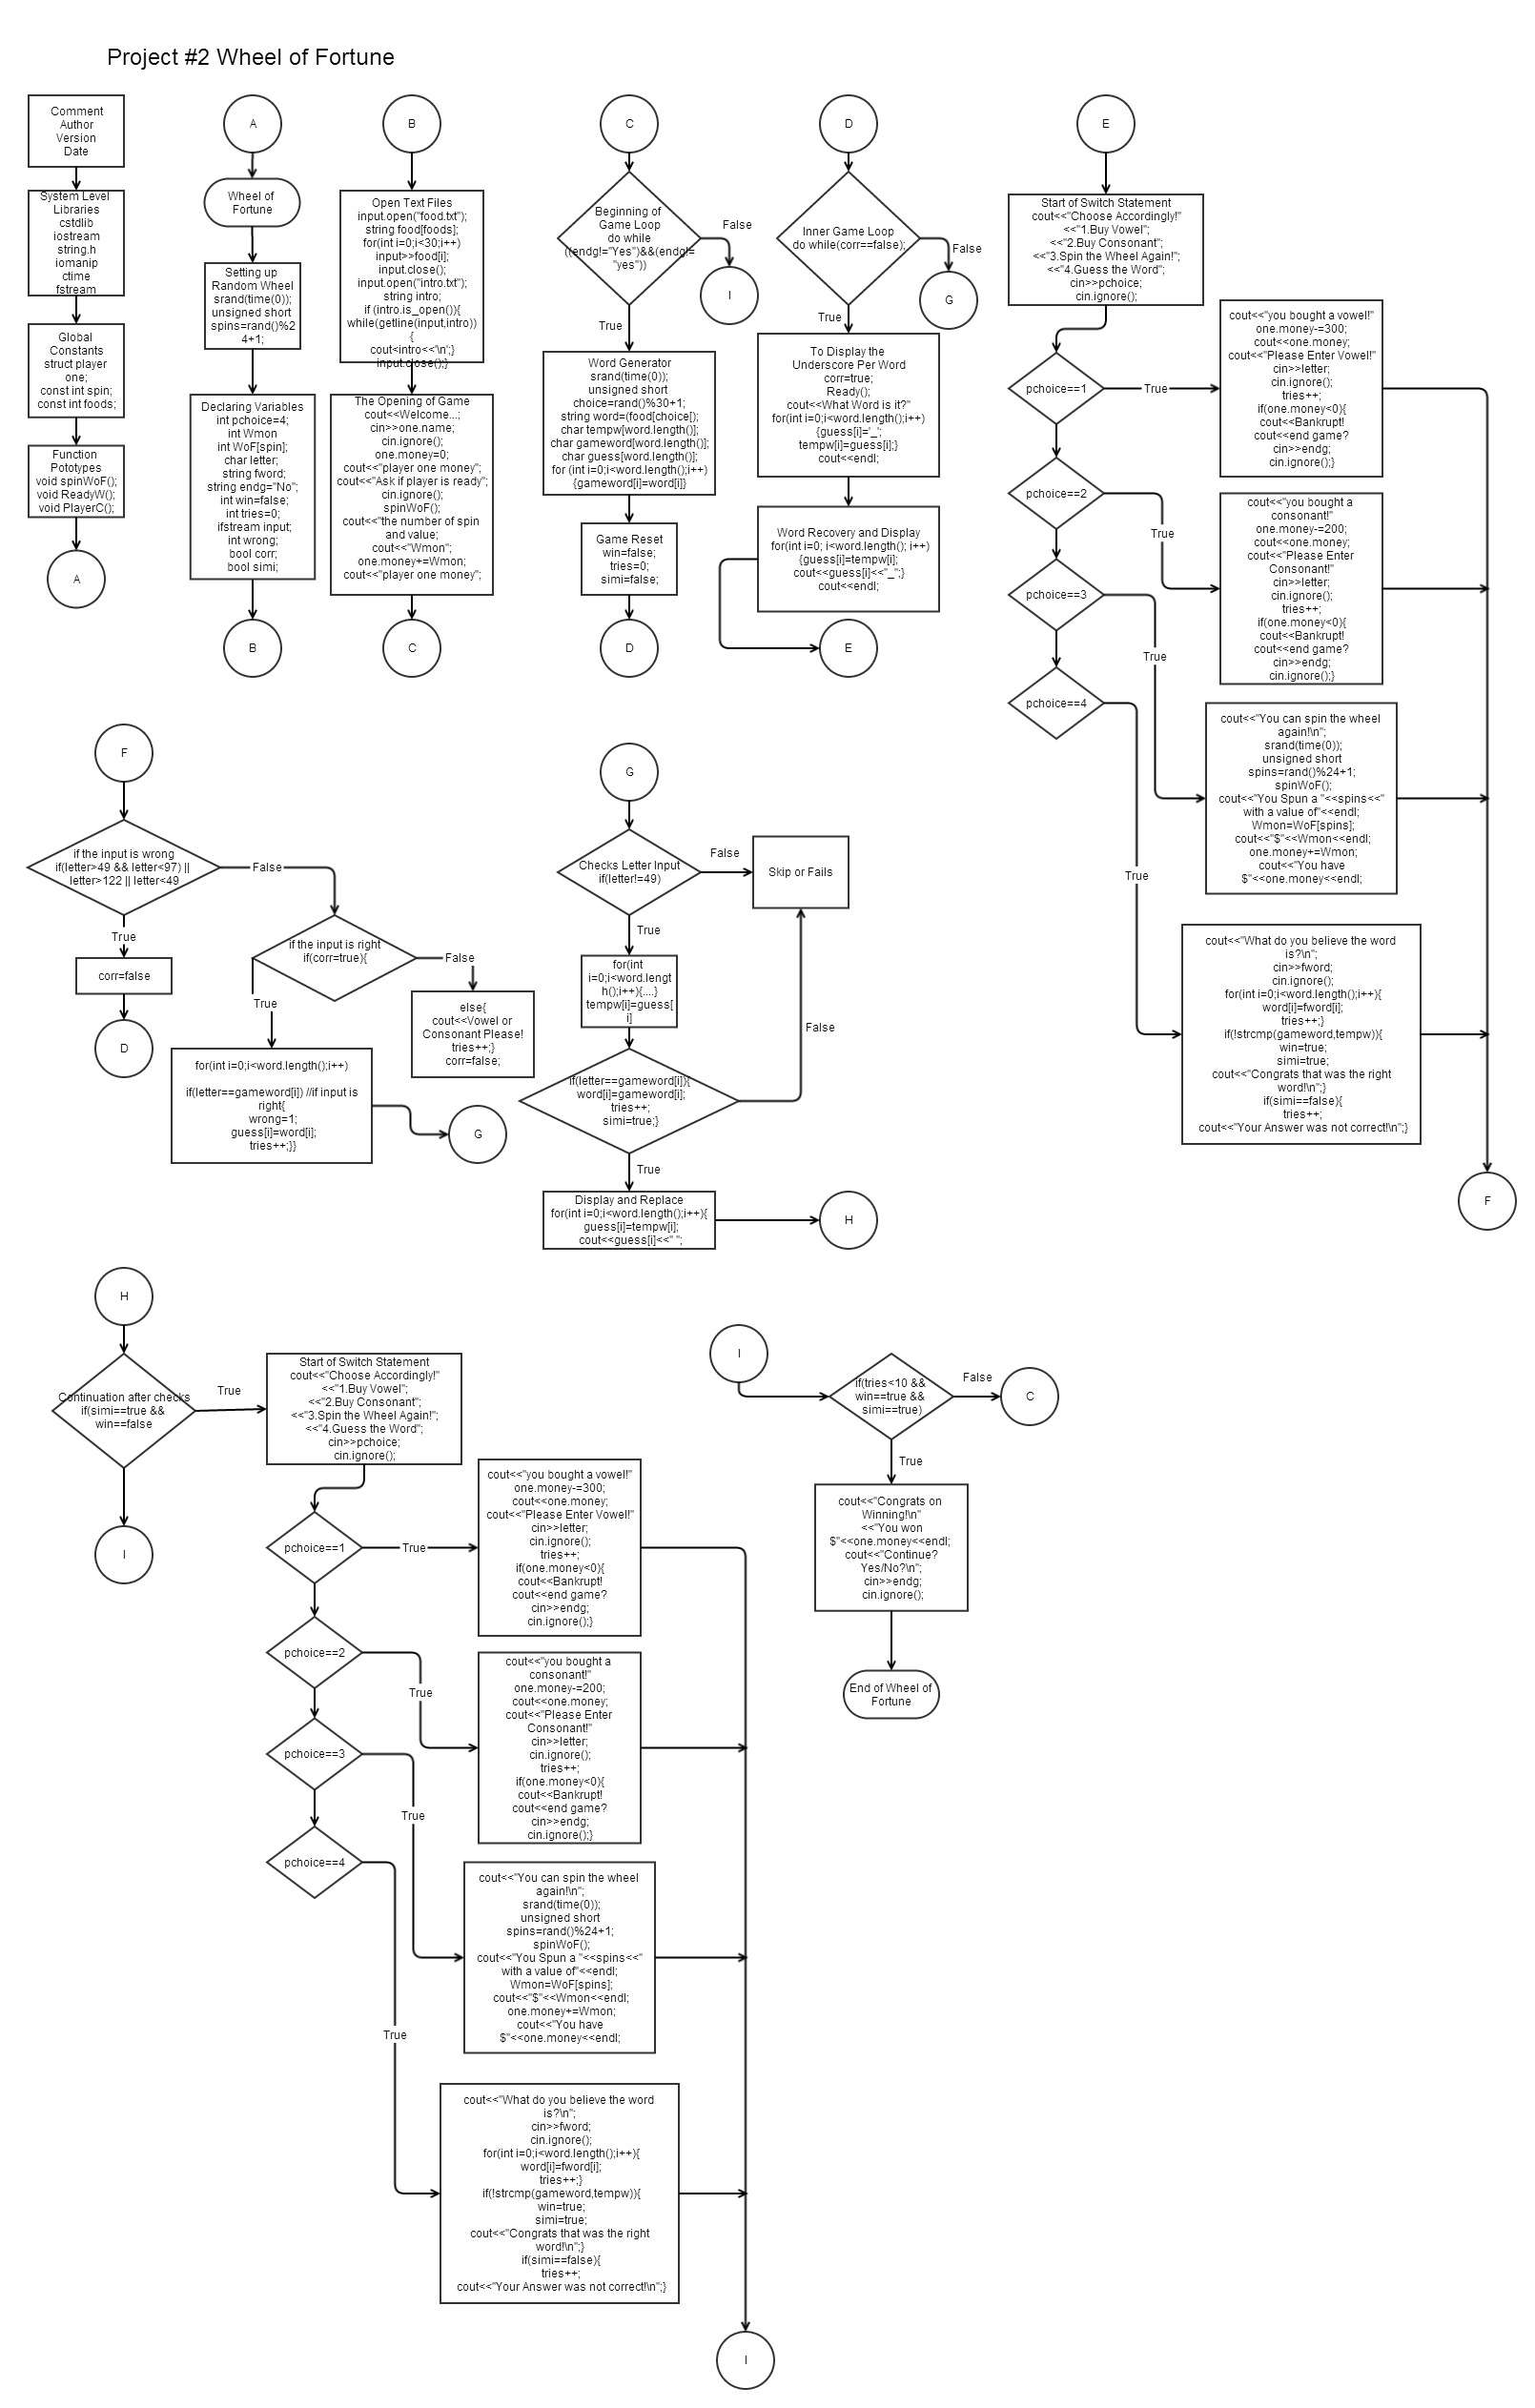 Project #2 Wheel of Fortune
Comment
Author
Version
Date
System Level
Libraries
cstdlib
iostream
string.h
iomanip
ctime
fstream
Global
Constants
struct player
one;
const int spin;
const int foods;
Function
Pototypes
void spinWoF();
void ReadyW();
void PlayerC();
A
A
Wheel of
Fortune
Setting up
Random Wheel
srand(time(0));
unsigned short
spins=rand()%2
4+1;
Declaring Variables
int pchoice=4;
int Wmon
int WoF[spin];
char letter;
string fword;
string endg="No";
int win=false;
int tries=0;
ifstream input;
int wrong;
bool corr;
bool simi;
B
B
Open Text Files
input.open("food.txt");
string food[foods];
for(int i=0;i<30;i++)
input>>food[i];
input.close();
input.open("intro.txt");
string intro;
if (intro.is_open()){
while(getline(input,intro))
{
cout<intro<<'\n';}
input.close();}
The Opening of Game
cout<<Welcome...;
cin>>one.name;
cin.ignore();
one.money=0;
cout<<"player one money";
cout<<"Ask if player is ready";
cin.ignore();
spinWoF();
cout<<"the number of spin
and value;
cout<<"Wmon";
one.money+=Wmon;
cout<<"player one money";
C
C
Beginning of
Game Loop
do while
((endg!="Yes")&&(endg!=
"yes"))
False
I
True
Word Generator
srand(time(0));
unsigned short
choice=rand()%30+1;
string word=(food[choice[);
char tempw[word.length()];
char gameword[word.length()];
char guess[word.length()];
for (int i=0;i<word.length();i++)
{gameword[i]=word[i]}
Game Reset
win=false;
tries=0;
simi=false;
D
D
Inner Game Loop
do while(corr==false);
False
G
True
To Display the
Underscore Per Word
corr=true;
Ready();
cout<<What Word is it?"
for(int i=0;i<word.length();i++)
{guess[i]='_';
tempw[i]=guess[i];}
cout<<endl;
Word Recovery and Display
for(int i=0; i<word.length(); i++)
{guess[i]=tempw[i];
cout<<guess[i]<<"_";}
cout<<endl;
E
E
Start of Switch Statement
cout<<"Choose Accordingly!"
<<"1.Buy Vowel";
<<"2.Buy Consonant";
<<"3.Spin the Wheel Again!";
<<"4.Guess the Word";
cin>>pchoice;
cin.ignore();
pchoice==1
True
cout<<"you bought a vowel!"
one.money-=300;
cout<<one.money;
cout<<"Please Enter Vowel!"
cin>>letter;
cin.ignore();
tries++;
if(one.money<0){
cout<<Bankrupt!
cout<<end game?
cin>>endg;
cin.ignore();}
pchoice==2
True
cout<<"you bought a
consonant!"
one.money-=200;
cout<<one.money;
cout<<"Please Enter
Consonant!"
cin>>letter;
cin.ignore();
tries++;
if(one.money<0){
cout<<Bankrupt!
cout<<end game?
cin>>endg;
cin.ignore();}
pchoice==3
True
cout<<"You can spin the wheel
again!\n";
srand(time(0));
unsigned short
spins=rand()%24+1;
spinWoF();
cout<<"You Spun a "<<spins<<"
with a value of"<<endl;
Wmon=WoF[spins];
cout<<"$"<<Wmon<<endl;
one.money+=Wmon;
cout<<"You have
$"<<one.money<<endl;
pchoice==4
True
cout<<"What do you believe the word
is?\n";
cin>>fword;
cin.ignore();
for(int i=0;i<word.length();i++){
word[i]=fword[i];
tries++;}
if(!strcmp(gameword,tempw)){
win=true;
simi=true;
cout<<"Congrats that was the right
word!\n";}
if(simi==false){
tries++;
cout<<"Your Answer was not correct!\n";}
F
F
if the input is wrong
if(letter>49 && letter<97) ||
letter>122 || letter<49
False
True
corr=false
D
if the input is right
if(corr=true){
False
True
else{
cout<<Vowel or
Consonant Please!
tries++;}
corr=false;
for(int i=0;i<word.length();i++)
if(letter==gameword[i]) //if input is
right{
wrong=1;
guess[i]=word[i];
tries++;}}
G
G
Checks Letter Input
if(letter!=49)
False
Skip or Fails
True
for(int
i=0;i<word.lengt
h();i++){....}
tempw[i]=guess[
i]
False
if(letter==gameword[i]){
word[i]=gameword[i];
tries++;
simi=true;}
True
Display and Replace
for(int i=0;i<word.length();i++){
guess[i]=tempw[i];
cout<<guess[i]<<" ";
H
H
Continuation after checks
if(simi==true &&
win==false
True
I
Start of Switch Statement
cout<<"Choose Accordingly!"
<<"1.Buy Vowel";
<<"2.Buy Consonant";
<<"3.Spin the Wheel Again!";
<<"4.Guess the Word";
cin>>pchoice;
cin.ignore();
pchoice==1
True
cout<<"you bought a vowel!"
one.money-=300;
cout<<one.money;
cout<<"Please Enter Vowel!"
cin>>letter;
cin.ignore();
tries++;
if(one.money<0){
cout<<Bankrupt!
cout<<end game?
cin>>endg;
cin.ignore();}
pchoice==2
True
cout<<"you bought a
consonant!"
one.money-=200;
cout<<one.money;
cout<<"Please Enter
Consonant!"
cin>>letter;
cin.ignore();
tries++;
if(one.money<0){
cout<<Bankrupt!
cout<<end game?
cin>>endg;
cin.ignore();}
pchoice==3
True
cout<<"You can spin the wheel
again!\n";
srand(time(0));
unsigned short
spins=rand()%24+1;
spinWoF();
cout<<"You Spun a "<<spins<<"
with a value of"<<endl;
Wmon=WoF[spins];
cout<<"$"<<Wmon<<endl;
one.money+=Wmon;
cout<<"You have
$"<<one.money<<endl;
pchoice==4
True
cout<<"What do you believe the word
is?\n";
cin>>fword;
cin.ignore();
for(int i=0;i<word.length();i++){
word[i]=fword[i];
tries++;}
if(!strcmp(gameword,tempw)){
win=true;
simi=true;
cout<<"Congrats that was the right
word!\n";}
if(simi==false){
tries++;
cout<<"Your Answer was not correct!\n";}
I
I
if(tries<10 &&
win==true &&
simi==true)
False
C
True
cout<<"Congrats on
Winning!\n"
<<"You won
$"<<one.money<<endl;
cout<<"Continue?
Yes/No?\n";
cin>>endg;
cin.ignore();
End of Wheel of
Fortune